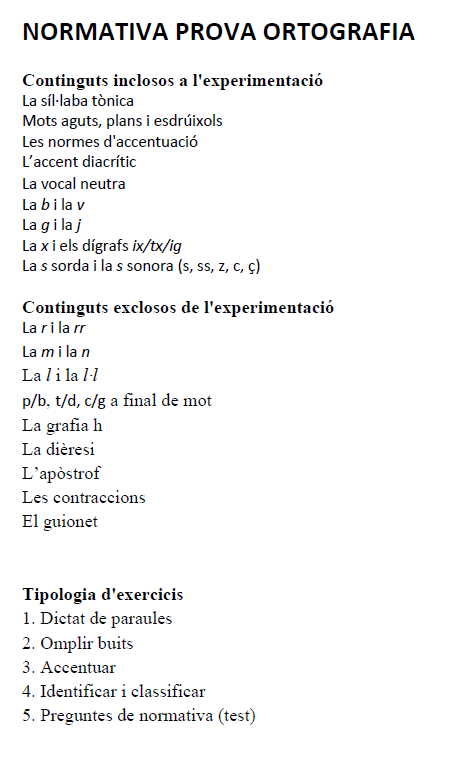 NORMATIVA PROVA ORTOGRAFIA
Continguts inclosos a l'experimentació
La síl·laba tònica
Mots aguts, plans i esdrúixols
Les normes d'accentuació
L’accent diacrític
La vocal neutra
La b i la v
La g i la j
La x i els dígrafs ix/tx/ig
La s sorda i la s sonora (s, ss, z, c, ç)
Continguts exclosos de l'experimentació
La r i la rr
La m i la n
La l i la l·l
p/b, t/d, c/g a final de mot
La grafia h
La dièresi
L’apòstrof
Les contraccions
El guionet
Tipologia d'exercicis
1. Dictat de paraules
2. Omplir buits
3. Accentuar
4. Identificar i classificar
5. Preguntes de normativa (test)